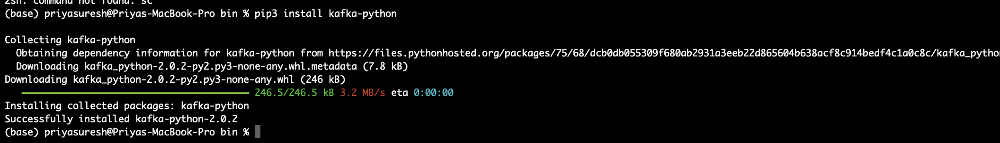 zsh: command not found: sc
(base) priyasuresh@Priyas-MacBook-Pro bin % pip3 install kafka-python
Collecting kafka-python
Obtaining dependency information for kafka-python from https://files.pythonhosted.org/packages/75/68/dcb0db055309f680ab2931a3eeb22d865604b638acf8c914bedf4c1a0c8c/kafka_pytho
Downloading kafka_python-2.0.2-py2.py3-none-any.whl.metadata (7.8 kB)
Downloading kafka_python-2.0.2-py2.py3-none-any.whl (246 kB)
246.5/246.5 kB 3.2 MB/s eta 0:00:00
Installing collected packages: kafka-python
Successfully installed kafka-python-2.0.2
(base) priyasuresh@Priyas-MacBook-Pro bin %